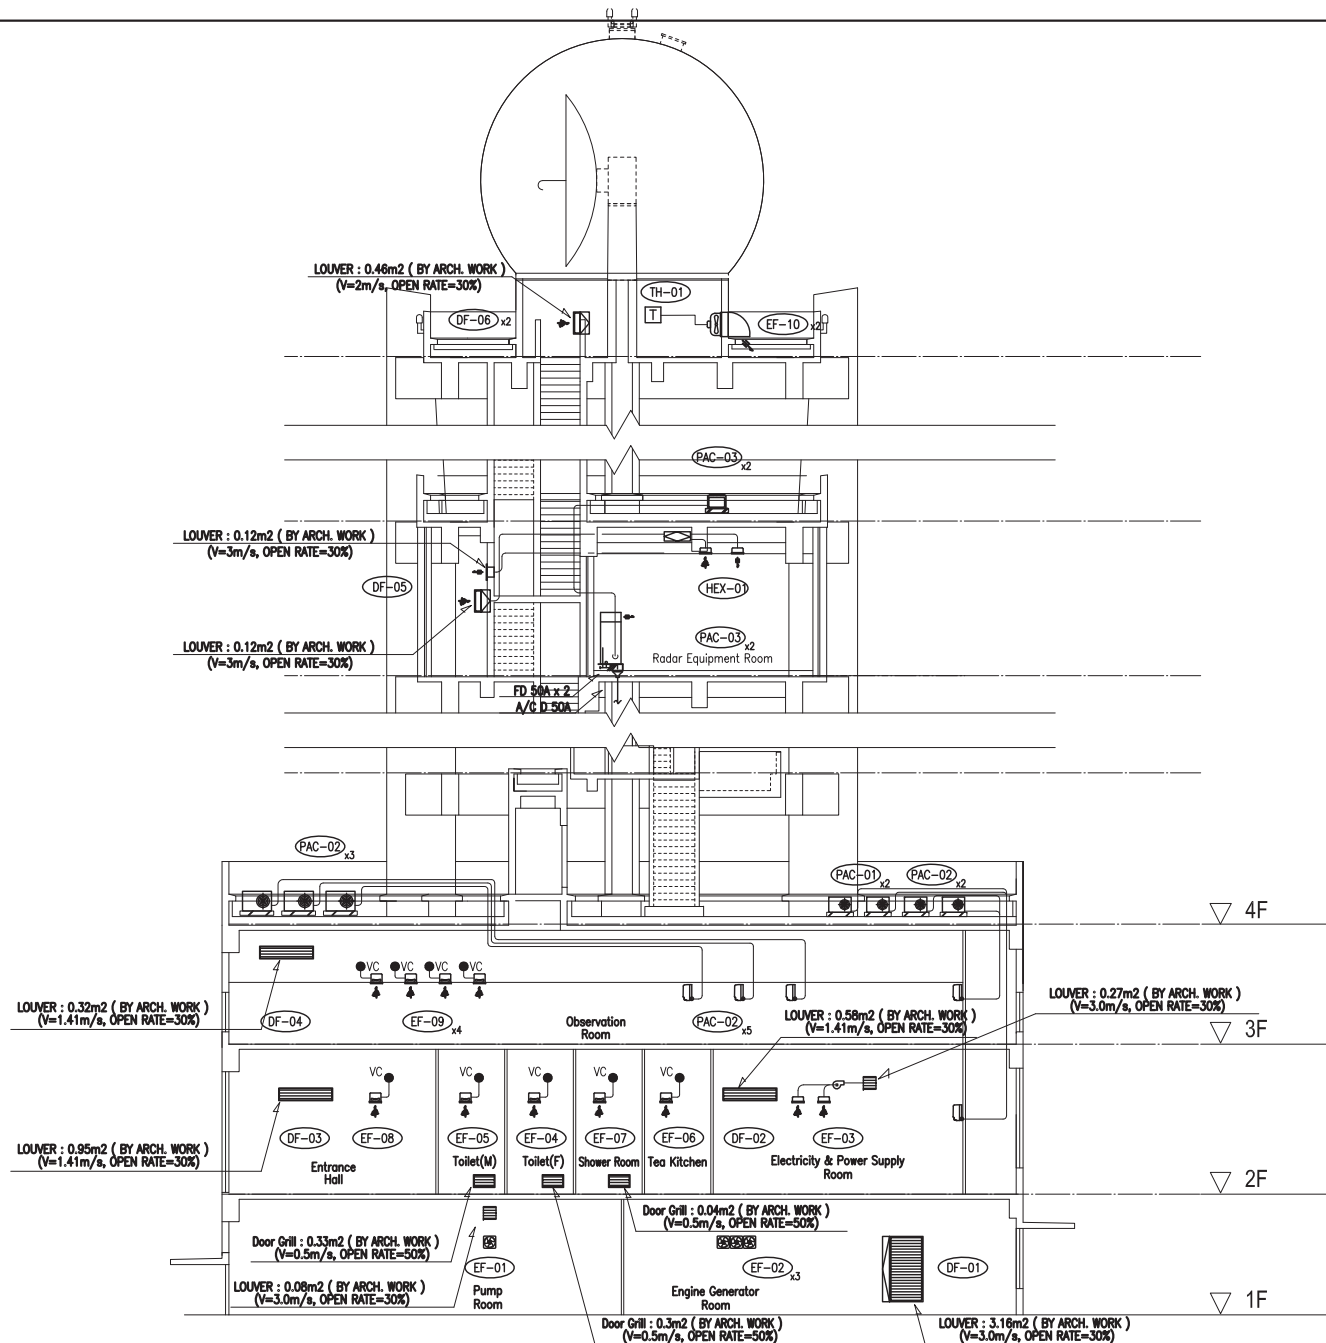 LOUVER : 0.46m2 ( BY ARCH. WORK )
(V=2m/s, OPEN RATE=30%)
TH-01
T
DF-06 x2
EF-10 x2
PAC-03 x2
LOUVER : 0.12m2 ( BY ARCH. WORK )
(V=3m/s, OPEN RATE=30%)
DF-05
HEX-01
LOUVER : 0.12m2 ( BY ARCH. WORK )
(V=3m/s, OPEN RATE=30%)
PAC-03 x2
Radar Equipment Room
FD 50A x 2
A/C D 50A
PAC-02 x3
PAC-01 x2
PAC-02 x2
4F
VC VC VC VC
LOUVER : 0.32m2 ( BY ARCH. WORK )
(V=1.41m/s, OPEN RATE=30%)
DF-04
EF-09 x4
Observation
Room
PAC-02 x5
LOUVER : 0.58m2 ( BY ARCH. WORK )
(V=1.41m/s, OPEN RATE=30%)
LOUVER : 0.27m2 ( BY ARCH. WORK )
(V=3.0m/s, OPEN RATE=30%)
3F
VC VC VC VC VC
LOUVER : 0.95m2 ( BY ARCH. WORK )
(V=1.41m/s, OPEN RATE=30%)
DF-03 EF-08 EF-05 EF-04 EF-07 EF-06 DF-02 EF-03
Entrance
Hall
Toilet(M)
Toilet(F)
Shower Room
Tea Kitchen
Electricity & Power Supply
Room
2F
Door Grill : 0.33m2 ( BY ARCH. WORK )
(V=0.5m/s, OPEN RATE=50%)
Door Grill : 0.04m2 ( BY ARCH. WORK )
(V=0.5m/s, OPEN RATE=50%)
LOUVER : 0.08m2 ( BY ARCH. WORK )
(V=3.0m/s, OPEN RATE=30%)
EF-01
Pump
Room
EF-02 x3
Engine Generator
Room
DF-01
1F
Door Grill : 0.3m2 ( BY ARCH. WORK )
(V=0.5m/s, OPEN RATE=50%)
LOUVER : 3.16m2 ( BY ARCH. WORK )
(V=3.0m/s, OPEN RATE=30%)